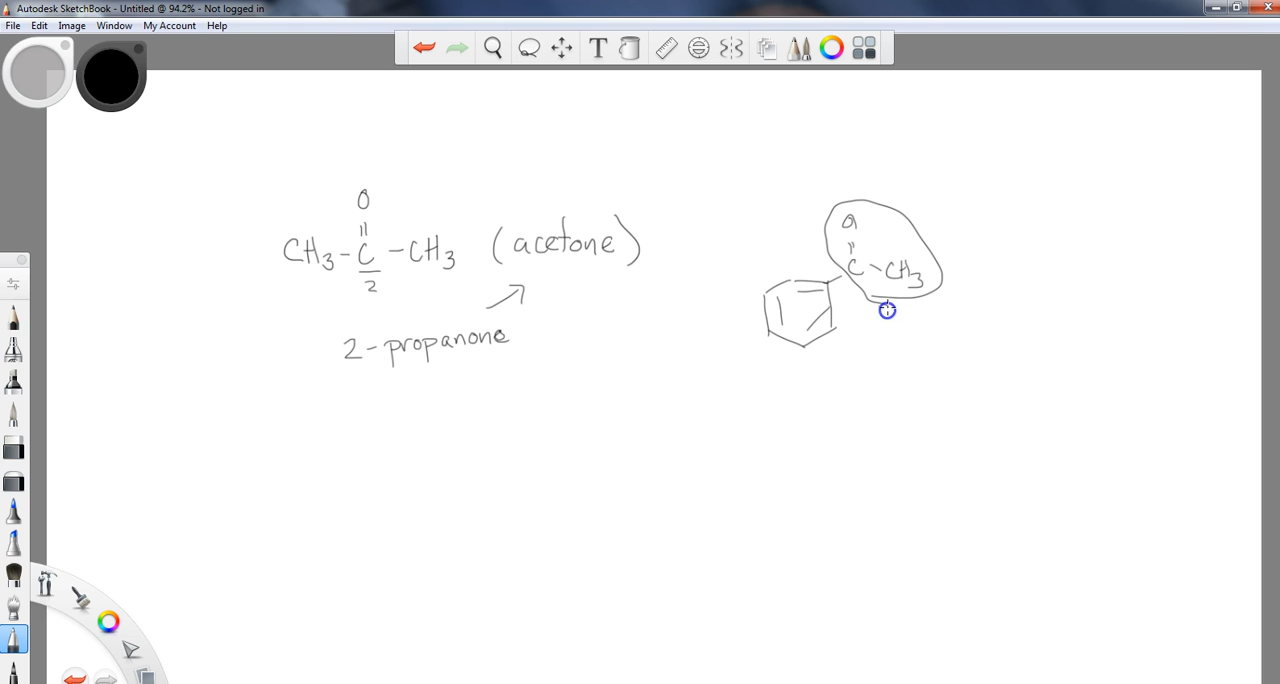 Autodesk SketchBook - Untitled @ 94.2% - Not logged in
File Edit Image Window My Account Help
T
O
CH3-C-CH3 (acetone)
2
2-propanone
O
C-CH3